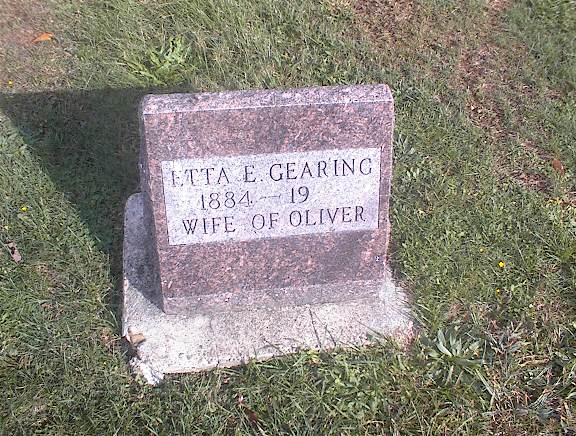 ETTA E. GEARING
1884 — 19
WIFE OF OLIVER